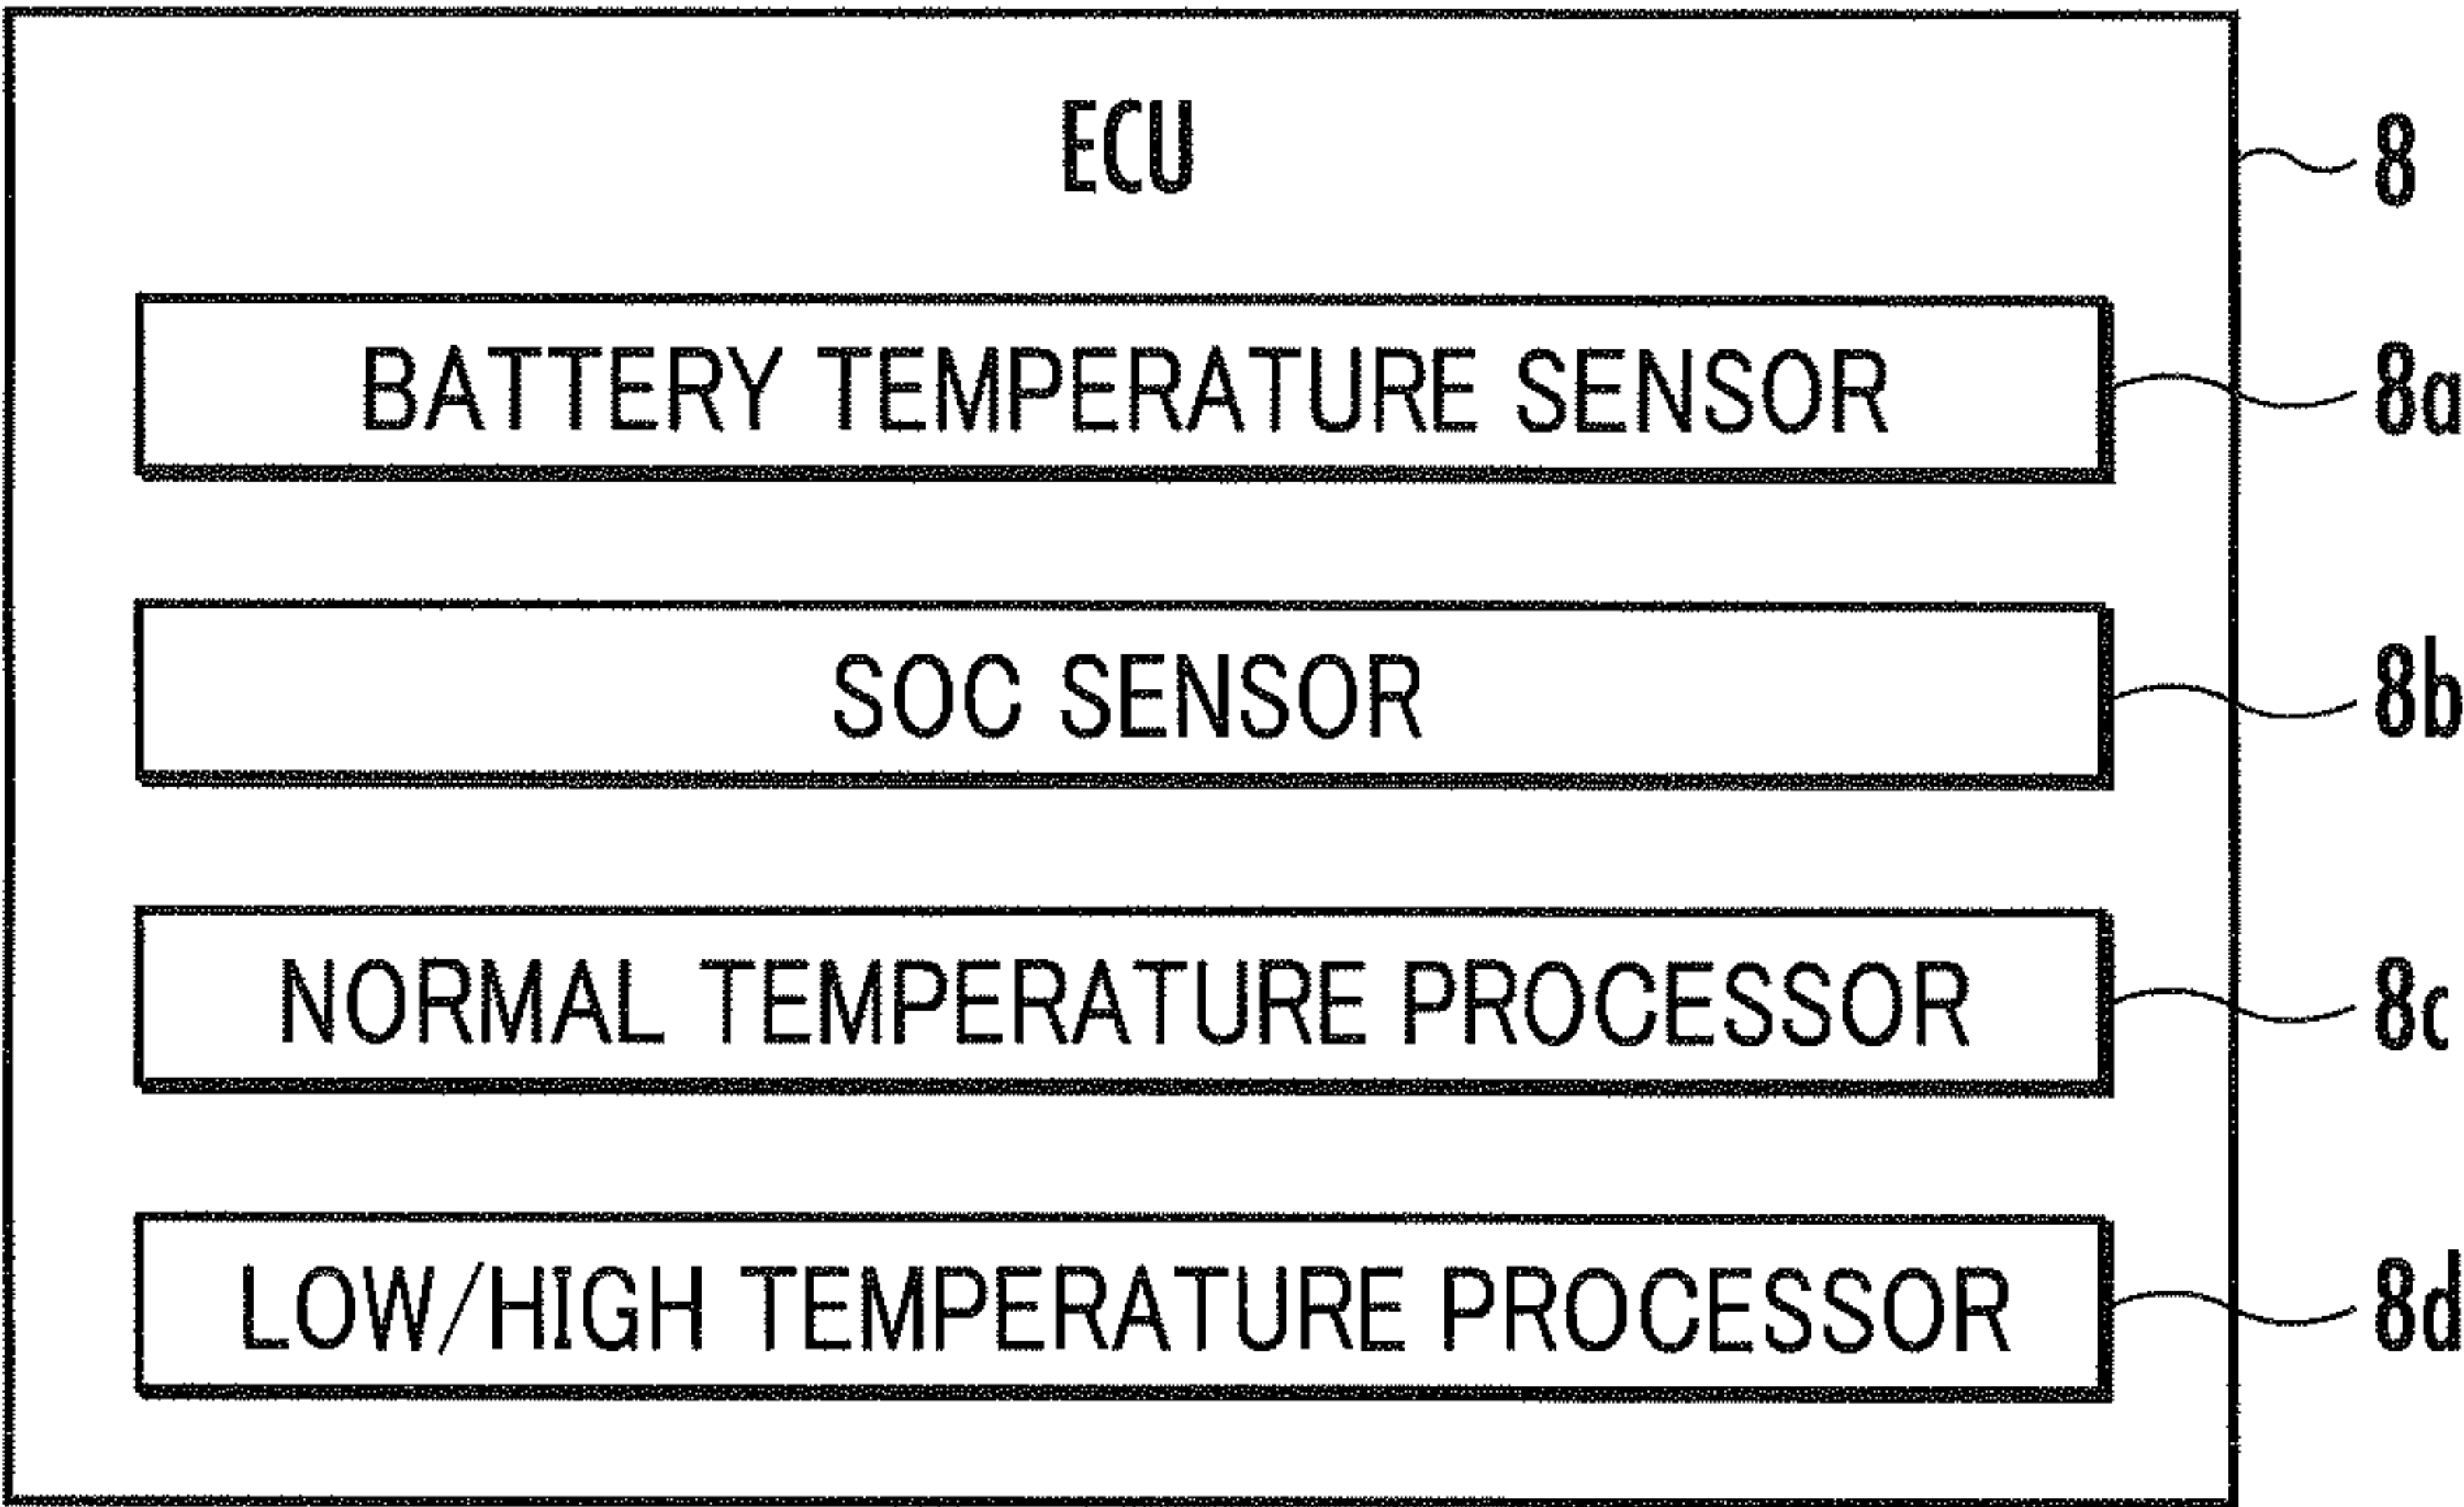 ECU
8
BATTERY TEMPERATURE SENSOR
8a
SOC SENSOR
8b
NORMAL TEMPERATURE PROCESSOR
8c
LOW/HIGH TEMPERATURE PROCESSOR
8d